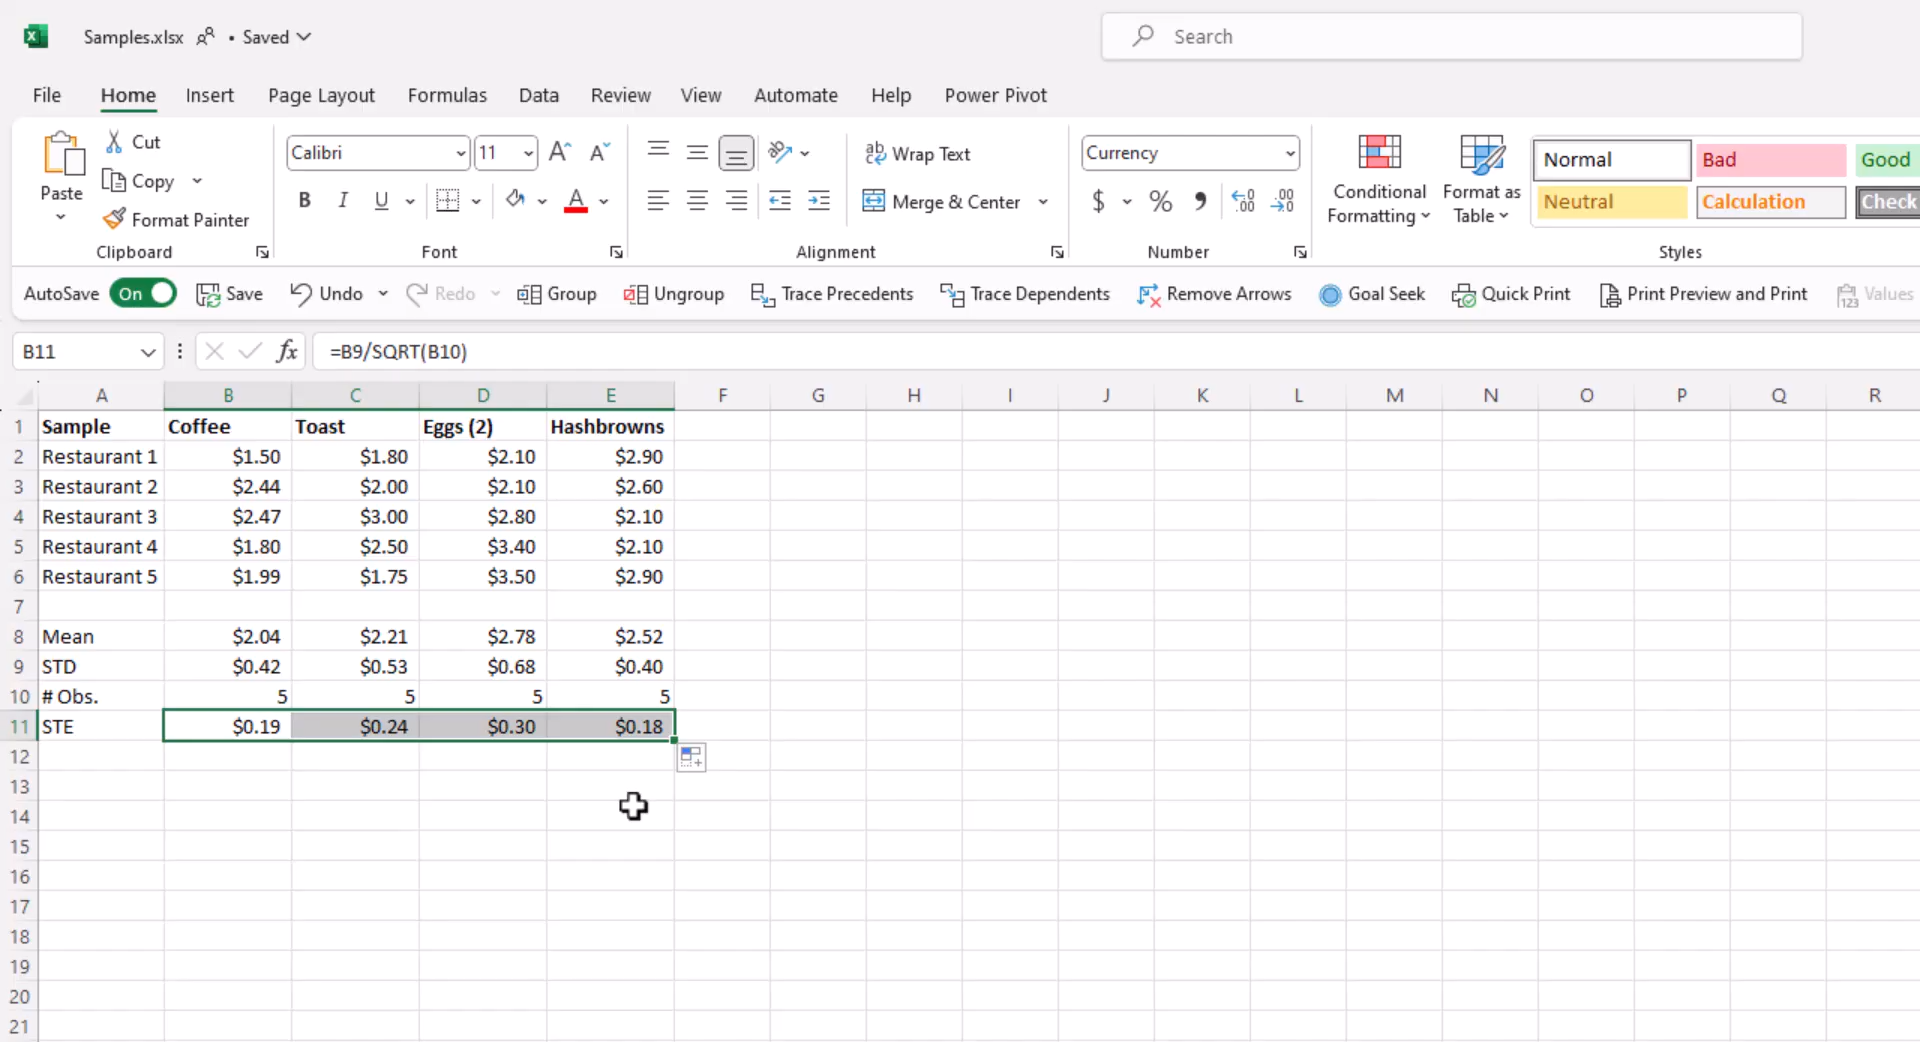 Samples.xlsx • Saved
Search
File Home Insert Page Layout Formulas Data Review View Automate Help Power Pivot
Paste Cut Copy Format Painter
Clipboard
Calibri 11 A A
B I U A
Font
ab Wrap Text
Merge & Center
Alignment
Currency
$ % , .00 .00
Number
Conditional Formatting
Format as Table
Normal Bad Good
Neutral Calculation Check
Styles
AutoSave On Save Undo Redo Group Ungroup Trace Precedents Trace Dependents Remove Arrows Goal Seek Quick Print Print Preview and Print 123 Values
B11 fx =B9/SQRT(B10)
A B C D E F G H I J K L M N O P Q R
1 Sample Coffee Toast Eggs (2) Hashbrowns
2 Restaurant 1 $1.50 $1.80 $2.10 $2.90
3 Restaurant 2 $2.44 $2.00 $2.10 $2.60
4 Restaurant 3 $2.47 $3.00 $2.80 $2.10
5 Restaurant 4 $1.80 $2.50 $3.40 $2.10
6 Restaurant 5 $1.99 $1.75 $3.50 $2.90
7
8 Mean $2.04 $2.21 $2.78 $2.52
9 STD $0.42 $0.53 $0.68 $0.40
10 # Obs. 5 5 5 5
11 STE $0.19 $0.24 $0.30 $0.18
12
13
14
15
16
17
18
19
20
21